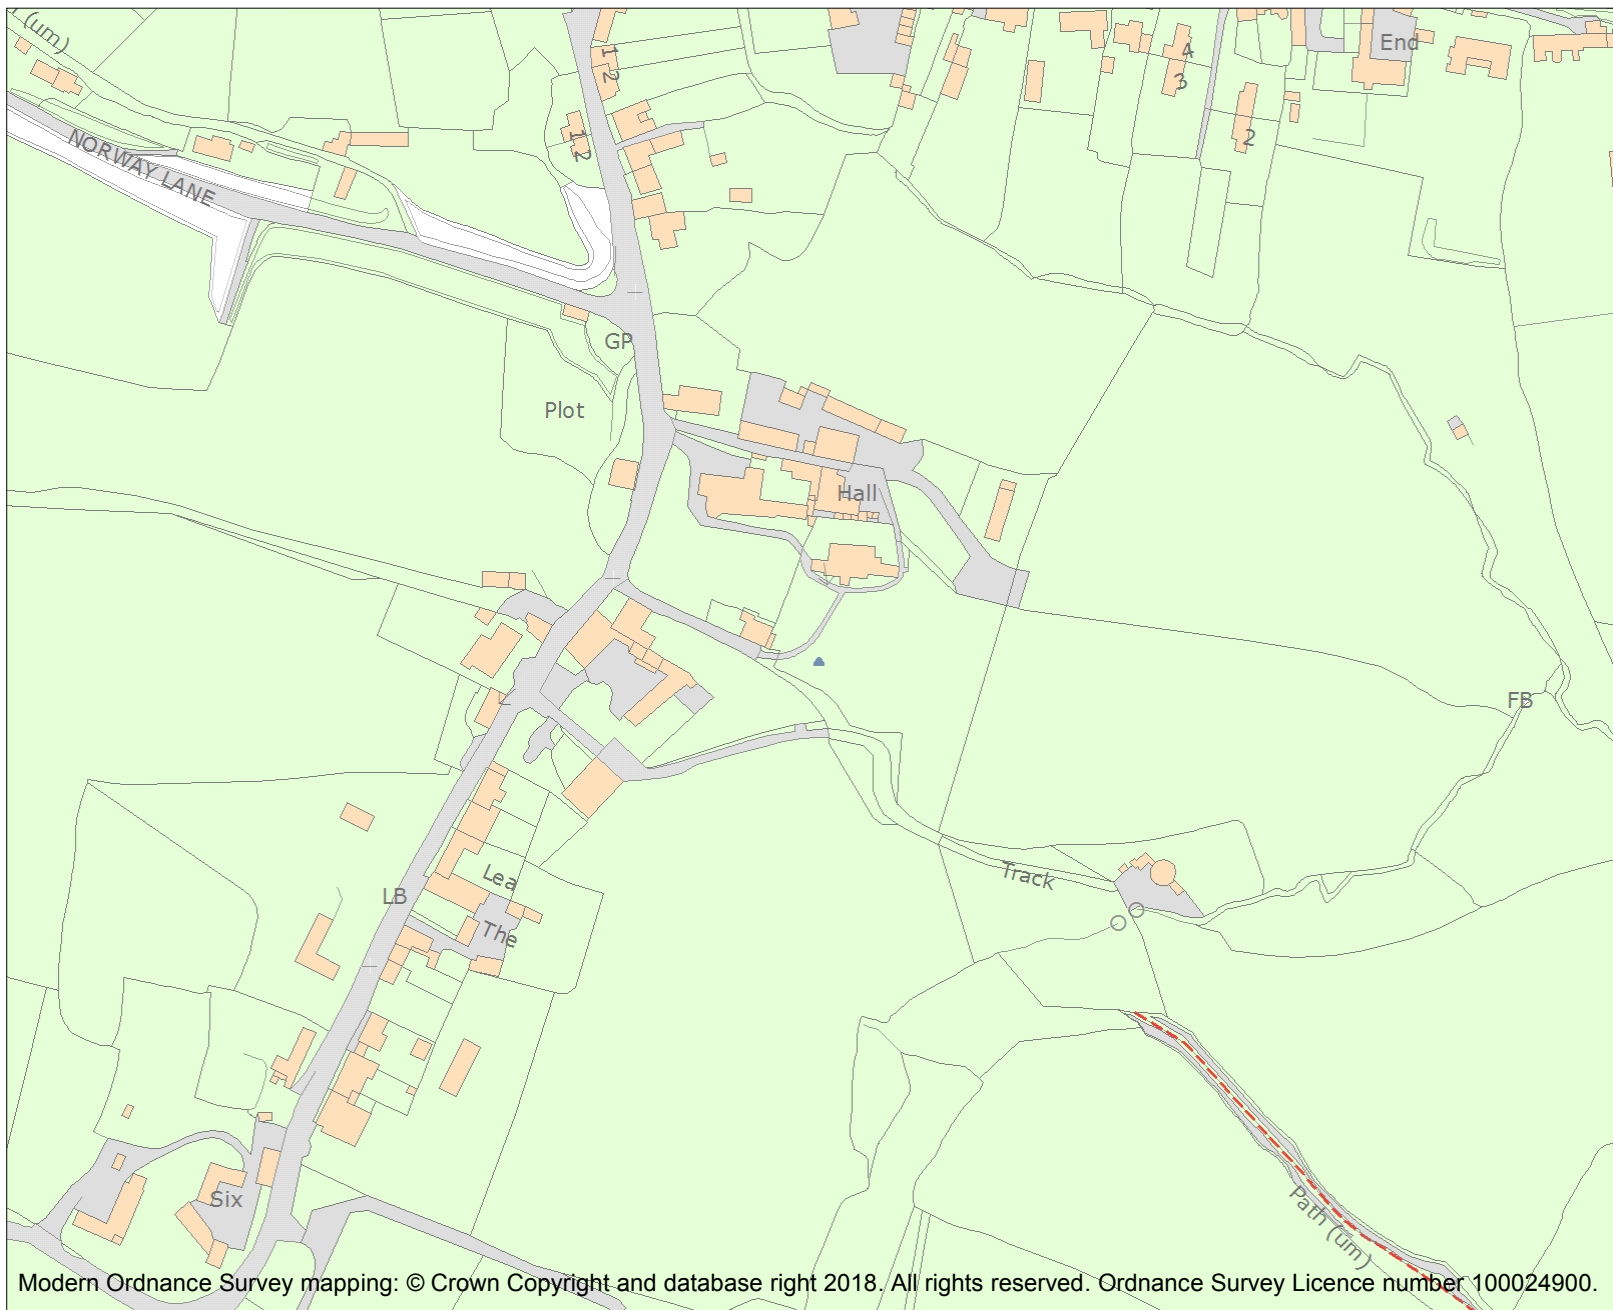 (um)
1
2
4
3
End
2
NORWAY LANE
1
2
GP
Plot
Hall
FB
Track
Lea
The
LB
Six
Path (um)
Modern Ordnance Survey mapping: © Crown Copyright and database right 2018. All rights reserved. Ordnance Survey Licence number 100024900.